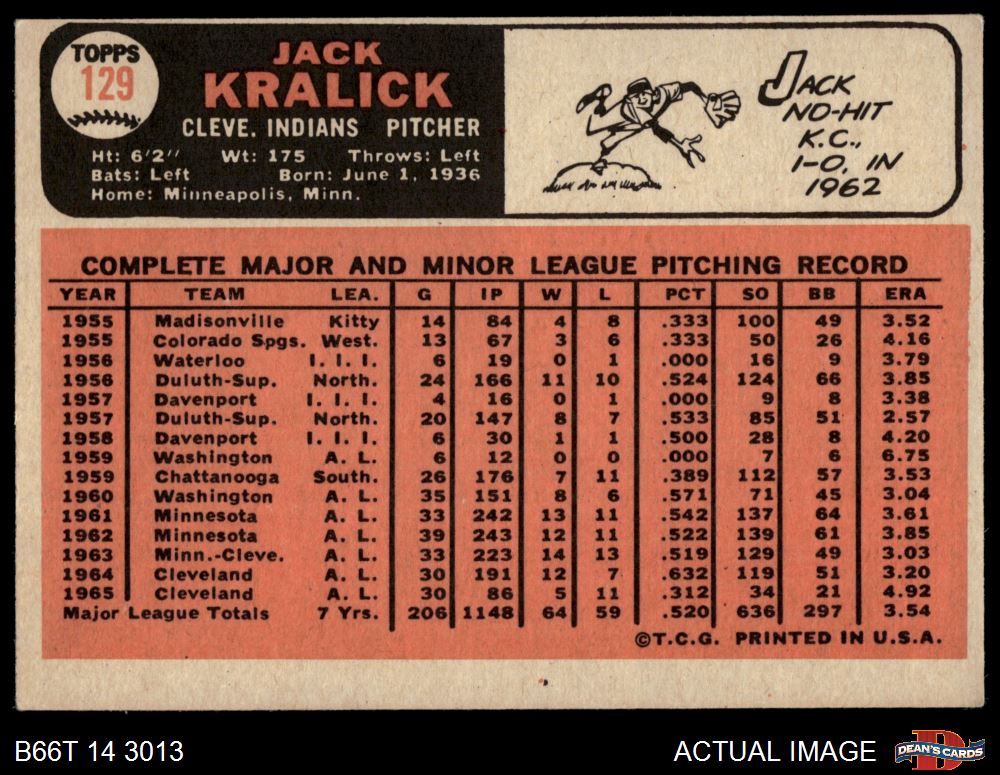 TOPPS
129
JACK
KRALICK
CLEVE. INDIANS PITCHER
Ht: 6'2" Wt: 175 Throws: Left
Bats: Left Born: June 1, 1936
Home: Minneapolis, Minn.
JACK
NO-HIT
K.C.,
1-0, IN
1962
COMPLETE MAJOR AND MINOR LEAGUE PITCHING RECORD
YEAR TEAM LEA. G IP W L PCT SO BB ERA
1955 Madisonville Kitty 14 84 4 8 .333 100 49 3.52
1955 Colorado Spgs. West. 13 67 3 6 .333 50 26 4.16
1956 Waterloo I. I. I. 6 19 0 1 .000 16 9 3.79
1956 Duluth-Sup. North. 24 166 11 10 .524 124 66 3.85
1957 Davenport I. I. I. 4 16 0 1 .000 9 8 3.38
1957 Duluth-Sup. North. 20 147 8 7 .533 85 51 2.57
1958 Davenport I. I. I. 6 30 1 1 .500 28 8 4.20
1959 Washington A. L. 6 12 0 0 .000 7 6 6.75
1959 Chattanooga South. 26 176 7 11 .389 112 57 3.53
1960 Washington A. L. 35 151 8 6 .571 71 45 3.04
1961 Minnesota A. L. 33 242 13 11 .542 137 64 3.61
1962 Minnesota A. L. 39 243 12 11 .522 139 61 3.85
1963 Minn.-Cleve. A. L. 33 223 14 13 .519 129 49 3.03
1964 Cleveland A. L. 30 191 12 7 .632 119 51 3.20
1965 Cleveland A. L. 30 86 5 11 .312 34 21 4.92
Major League Totals 7 Yrs. 206 1148 64 59 .520 636 297 3.54
©T.C.G. PRINTED IN U.S.A.
B66T 14 3013 ACTUAL IMAGE DEAN'S CARDS